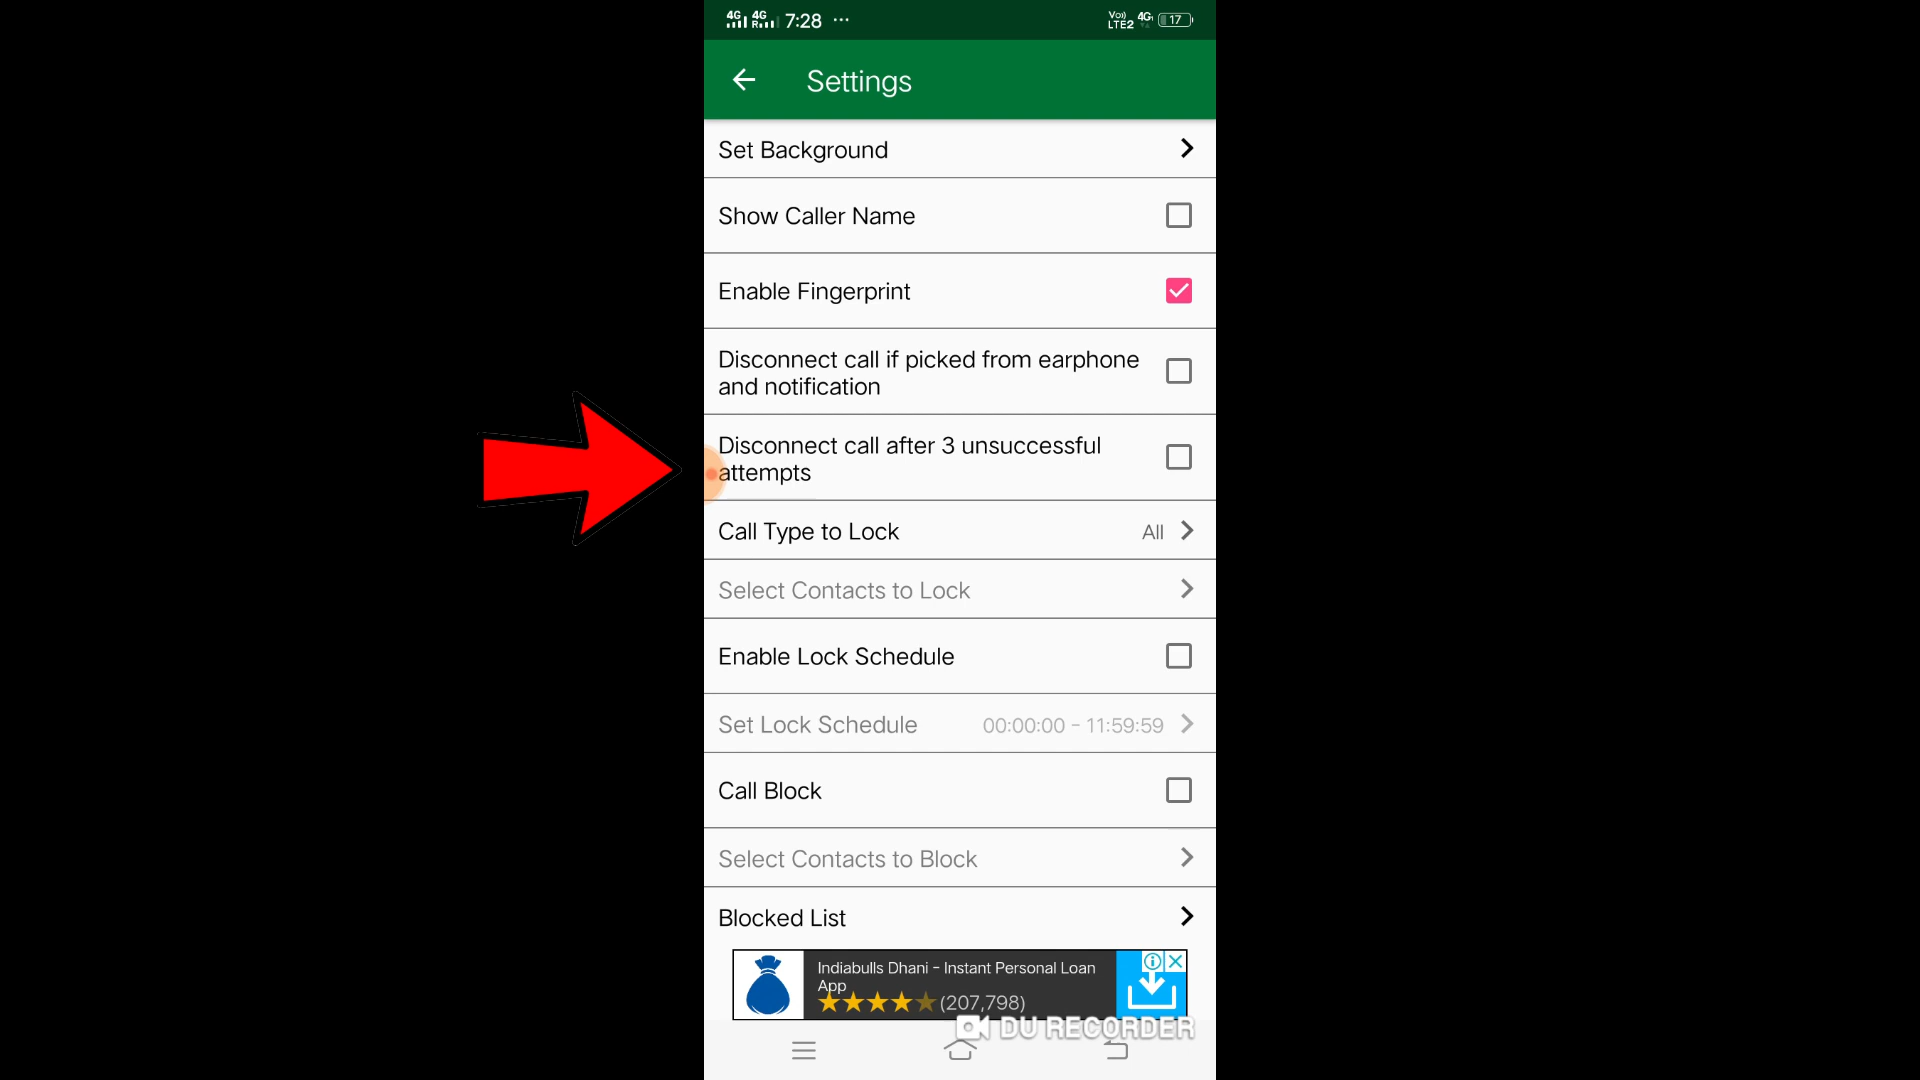 4G 4G R 7:28 ... Vo) LTE2 4G 17
Settings
Set Background
Show Caller Name
Enable Fingerprint
Disconnect call if picked from earphone
and notification
Disconnect call after 3 unsuccessful
attempts
Call Type to Lock All
Select Contacts to Lock
Enable Lock Schedule
Set Lock Schedule 00:00:00 - 11:59:59
Call Block
Select Contacts to Block
Blocked List
Indiabulls Dhani - Instant Personal Loan
App
(207,798)
DU RECORDER